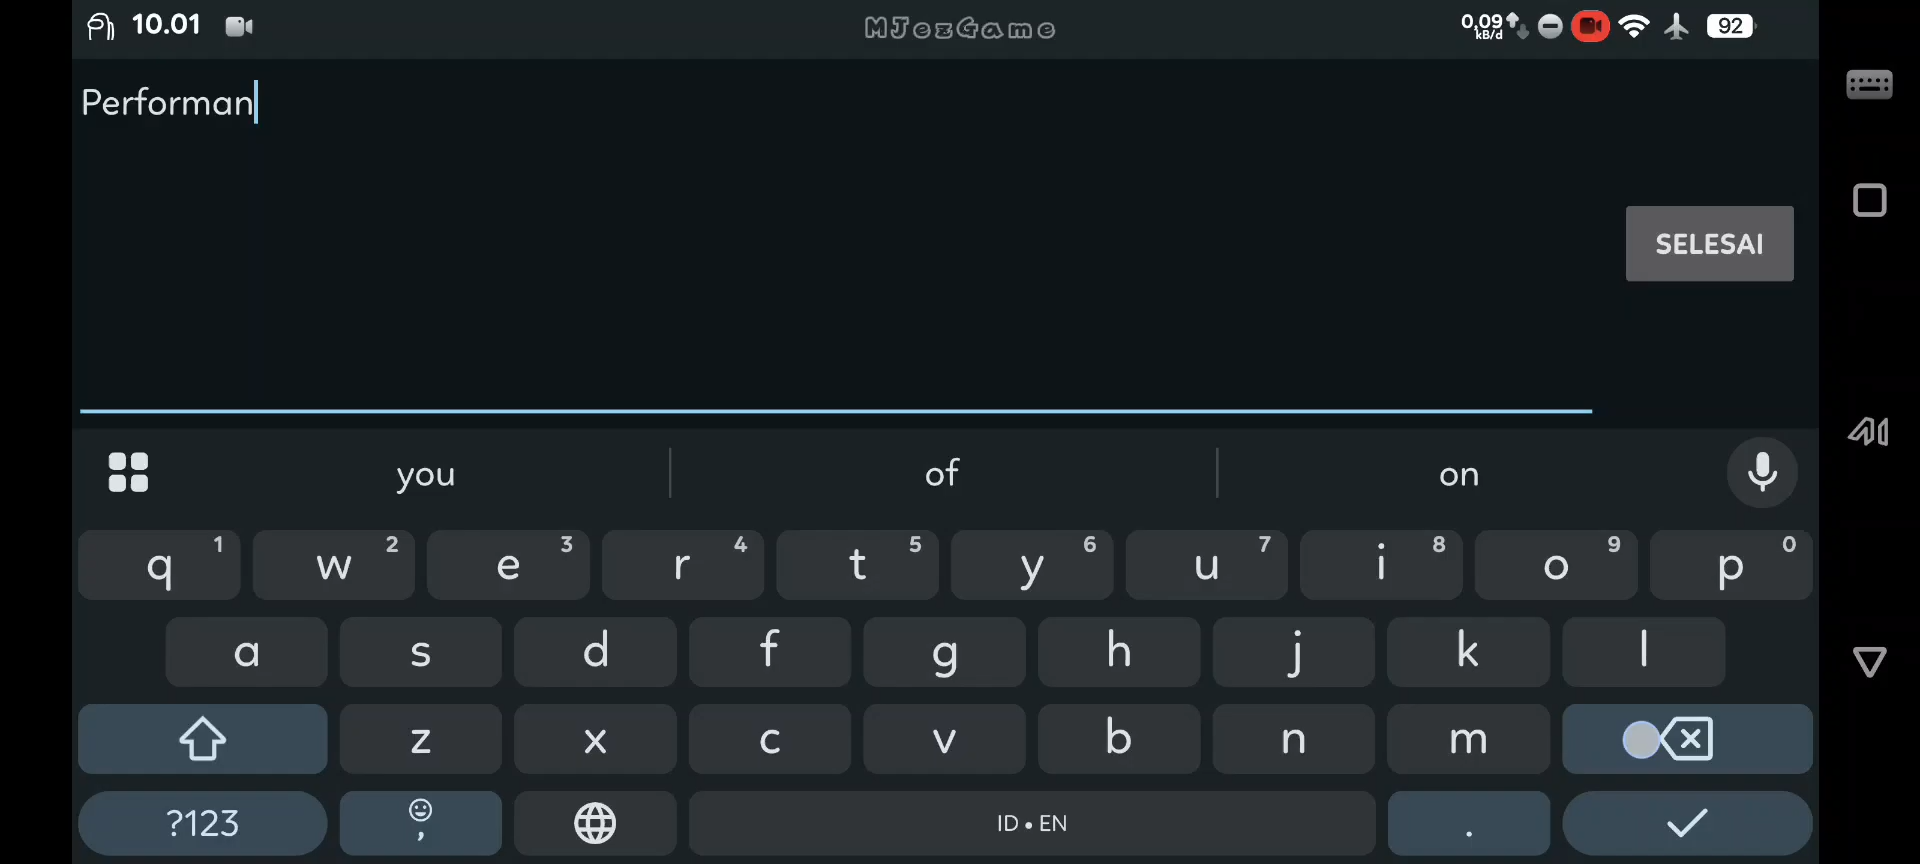 10.01 MJezGame 0,09 kB/d 92
Performan
SELESAI
you of on
q 1 w 2 e 3 r 4 t 5 y 6 u 7 i 8 o 9 p 0
a s d f g h j k l
z x c v b n m
?123 , ID • EN .